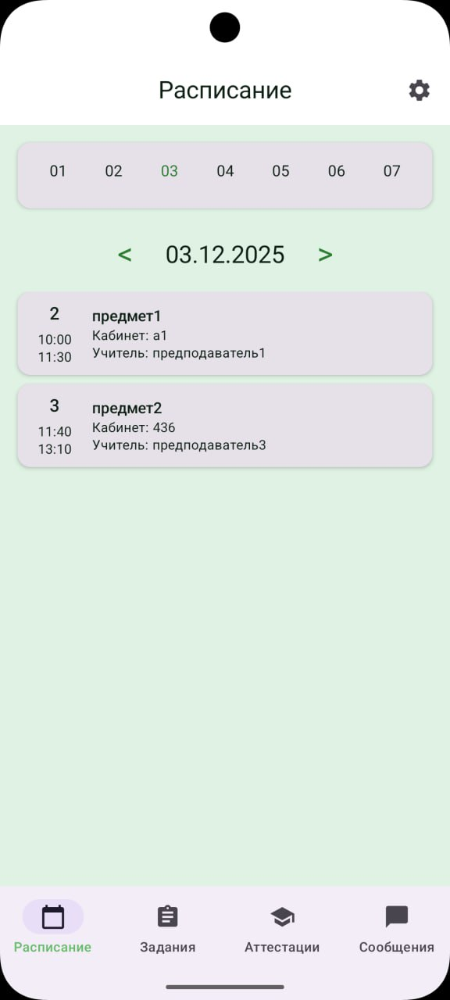 Расписание
01 02 03 04 05 06 07
< 03.12.2025 >
2 предмет1
10:00 Кабинет: а1
11:30 Учитель: предподаватель1
3 предмет2
11:40 Кабинет: 436
13:10 Учитель: предподаватель3
Расписание Задания Аттестации Сообщения